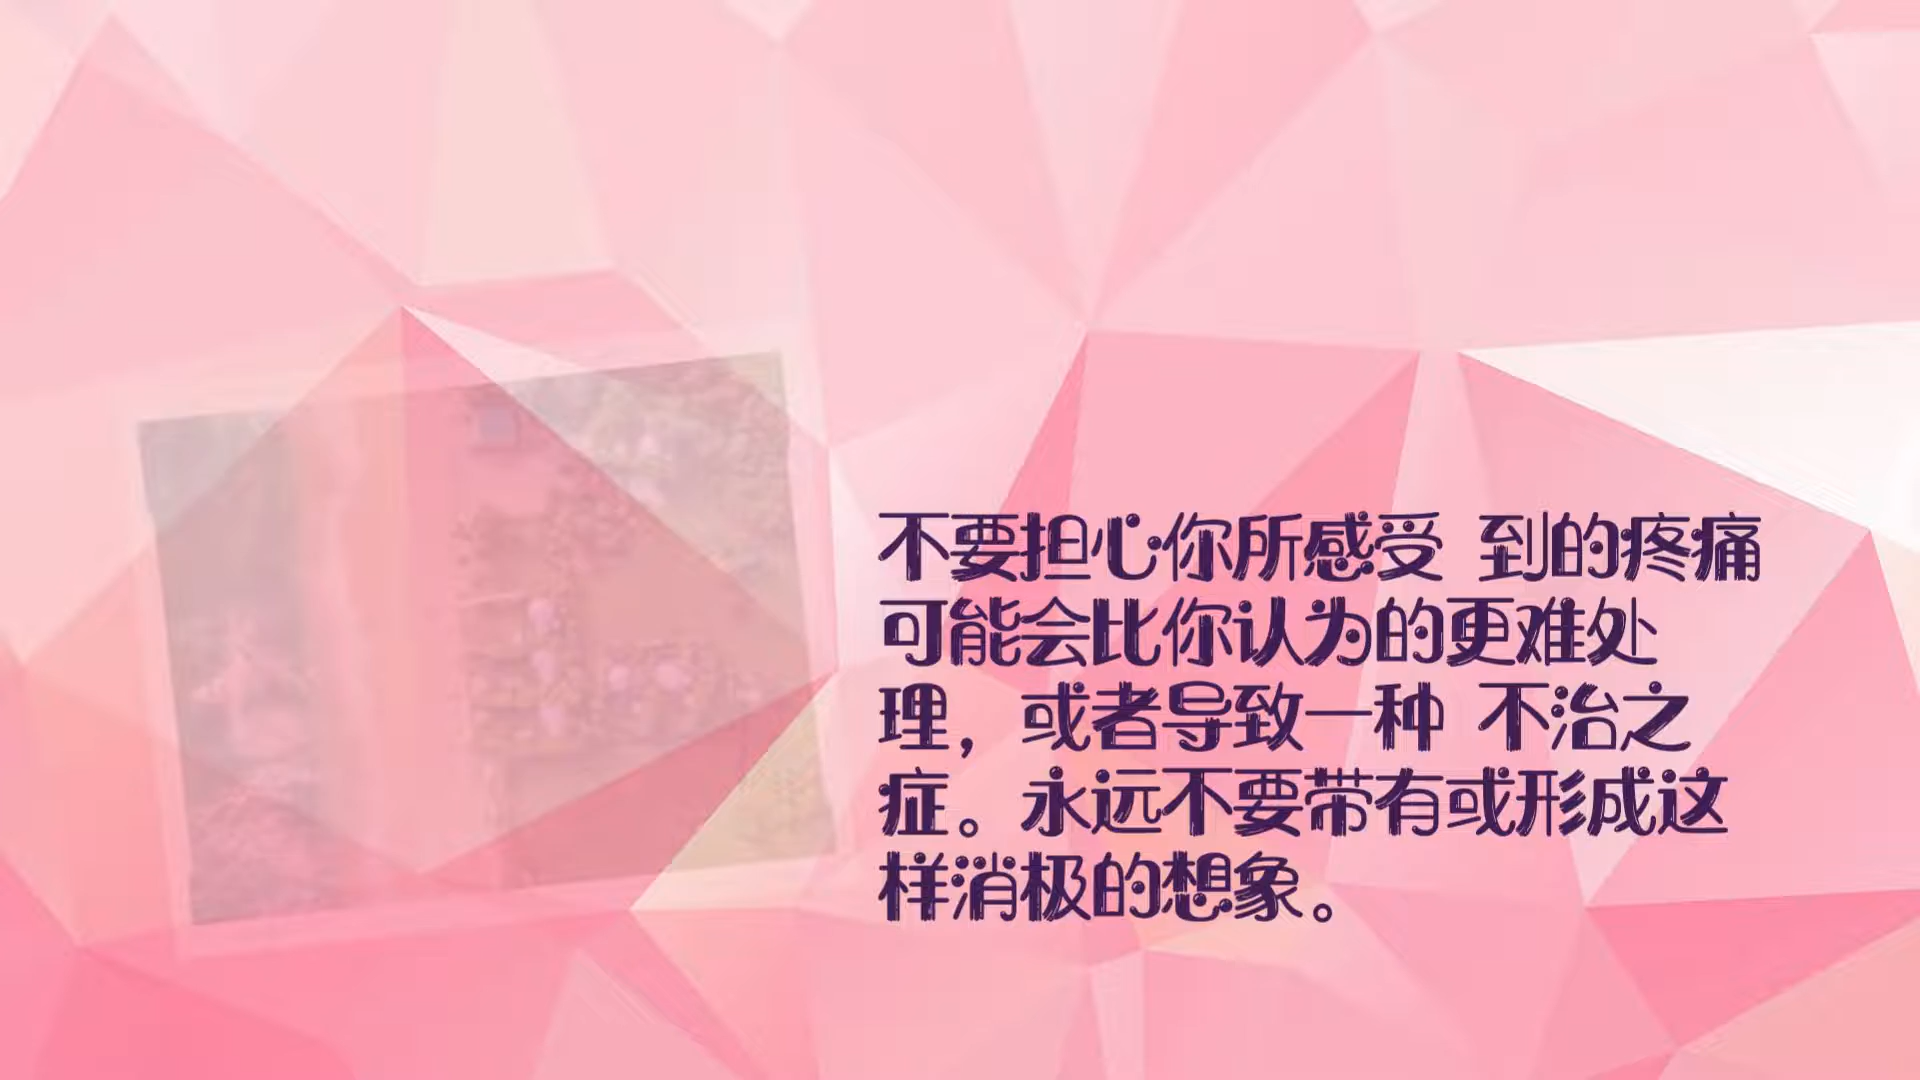 不要担心你所感受 到的疼痛
可能会比你认为的更难处
理，或者导致一种 不治之
症。永远不要带有或形成这
样消极的想象。